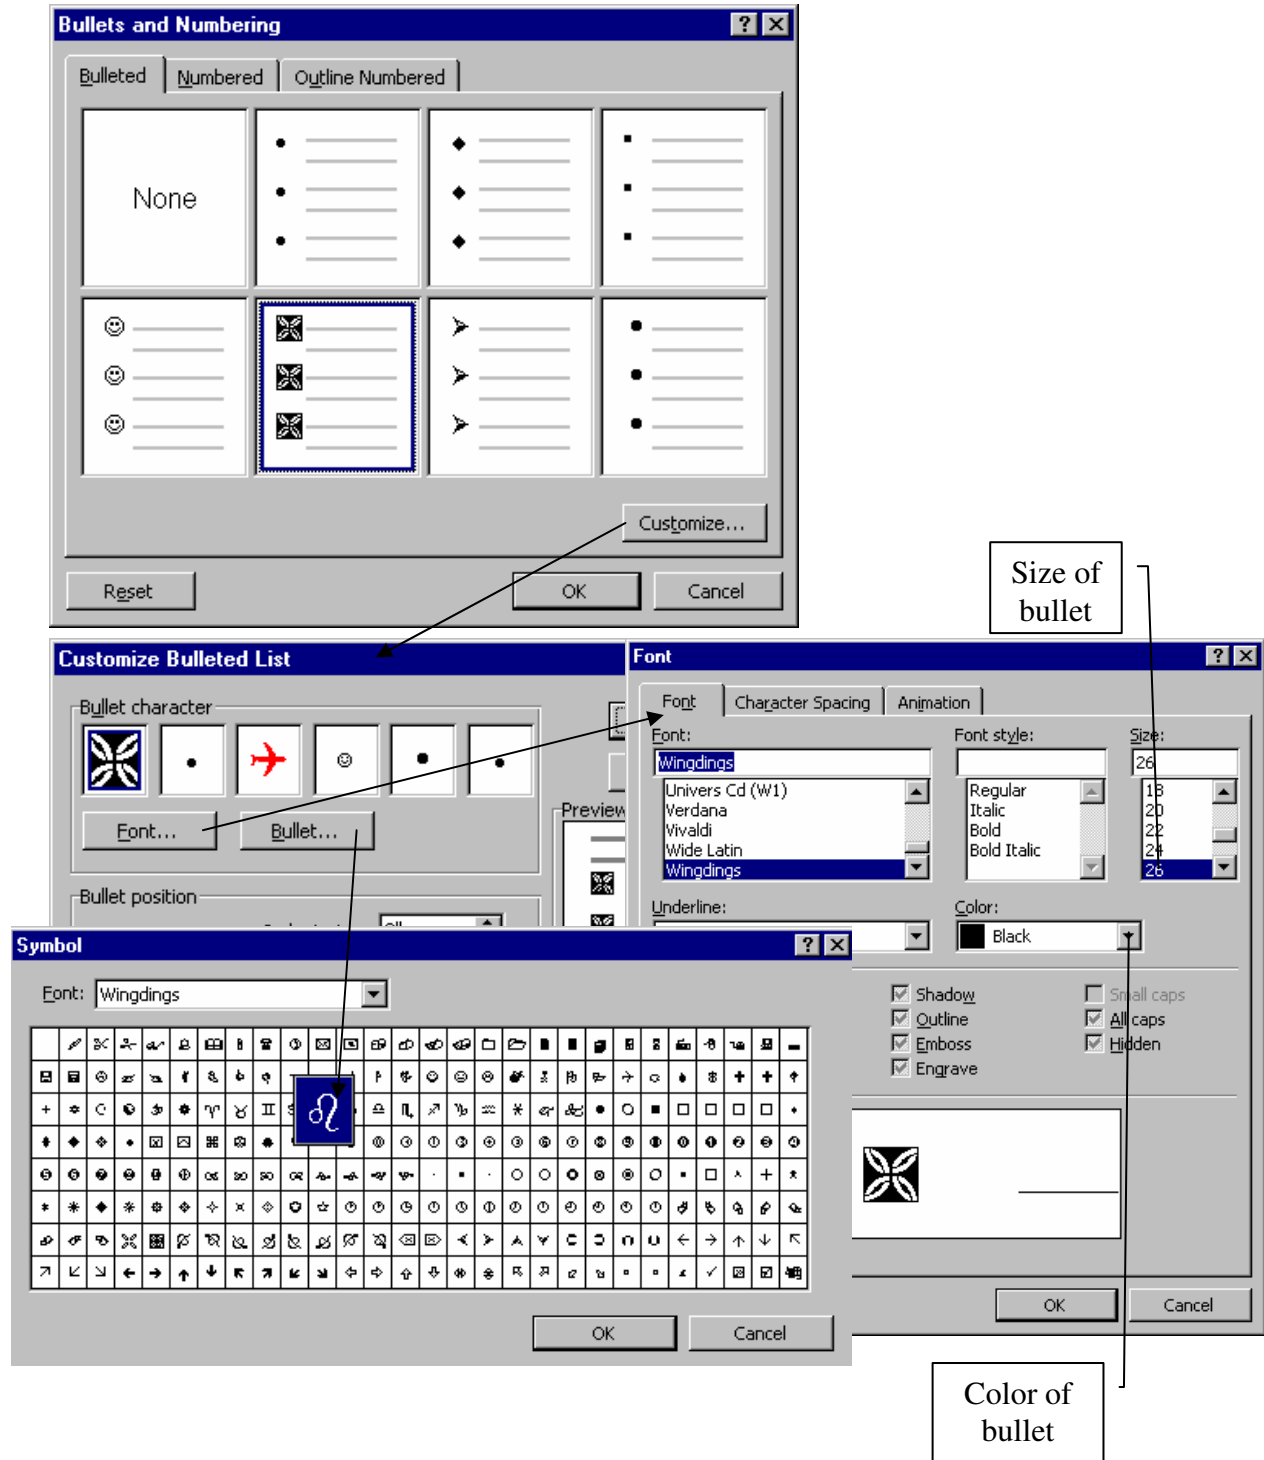 Bullets and Numbering
Bulleted Numbered Outline Numbered
None
Customize...
Reset OK Cancel
Size of
bullet
Customize Bulleted List
Bullet character
Font... Bullet...
Preview
Bullet position
Font
Font Character Spacing Animation
Font: Font style: Size:
Wingdings 26
Univers Cd (W1) Regular 18
Verdana Italic 20
Vivaldi Bold 22
Wide Latin Bold Italic 24
Wingdings 26
Underline: Color:
Black
Shadow Small caps
Outline All caps
Emboss Hidden
Engrave
OK Cancel
Symbol
Font: Wingdings
OK Cancel
Color of
bullet